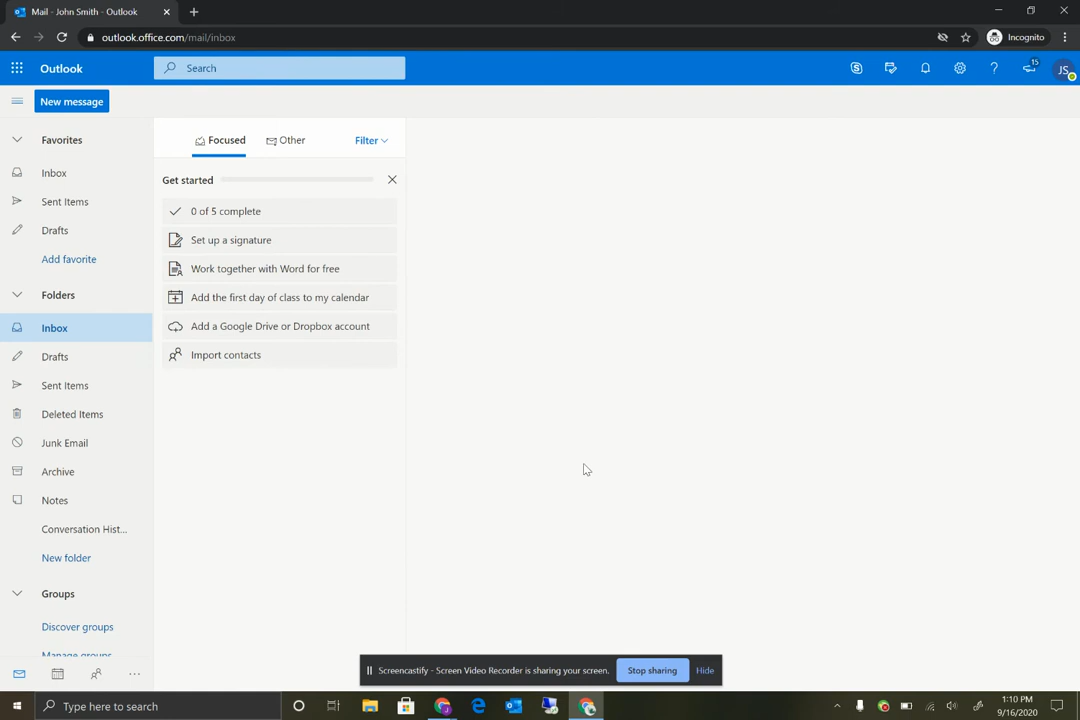 Mail - John Smith - Outlook
outlook.office.com/mail/inbox
Incognito
Outlook
Search
15
JS
New message
Favorites
Inbox
Sent Items
Drafts
Add favorite
Folders
Inbox
Drafts
Sent Items
Deleted Items
Junk Email
Archive
Notes
Conversation Hist...
New folder
Groups
Discover groups
Manage groups
Focused
Other
Filter
Get started
0 of 5 complete
Set up a signature
Work together with Word for free
Add the first day of class to my calendar
Add a Google Drive or Dropbox account
Import contacts
Screencastify - Screen Video Recorder is sharing your screen.
Stop sharing
Hide
Type here to search
1:10 PM
9/16/2020